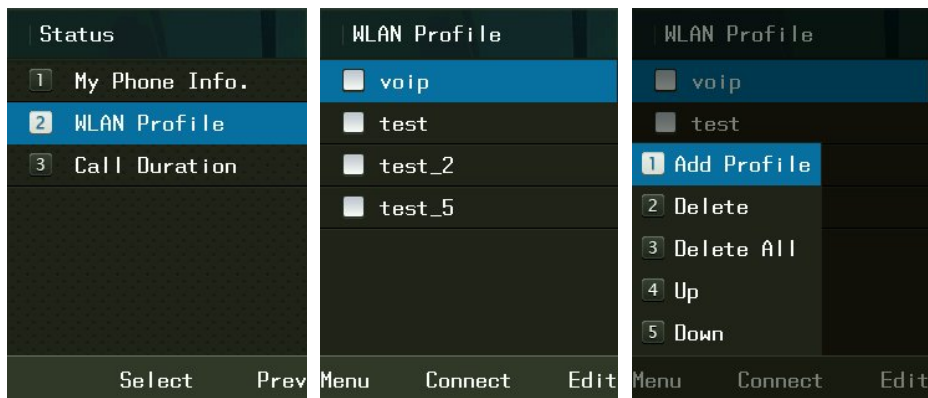 Status
1 My Phone Info.
2 WLAN Profile
3 Call Duration
Select Prev
WLAN Profile
voip
test
test_2
test_5
Menu Connect Edit
WLAN Profile
voip
test
1 Add Profile
2 Delete
3 Delete All
4 Up
5 Down
Menu Connect Edit